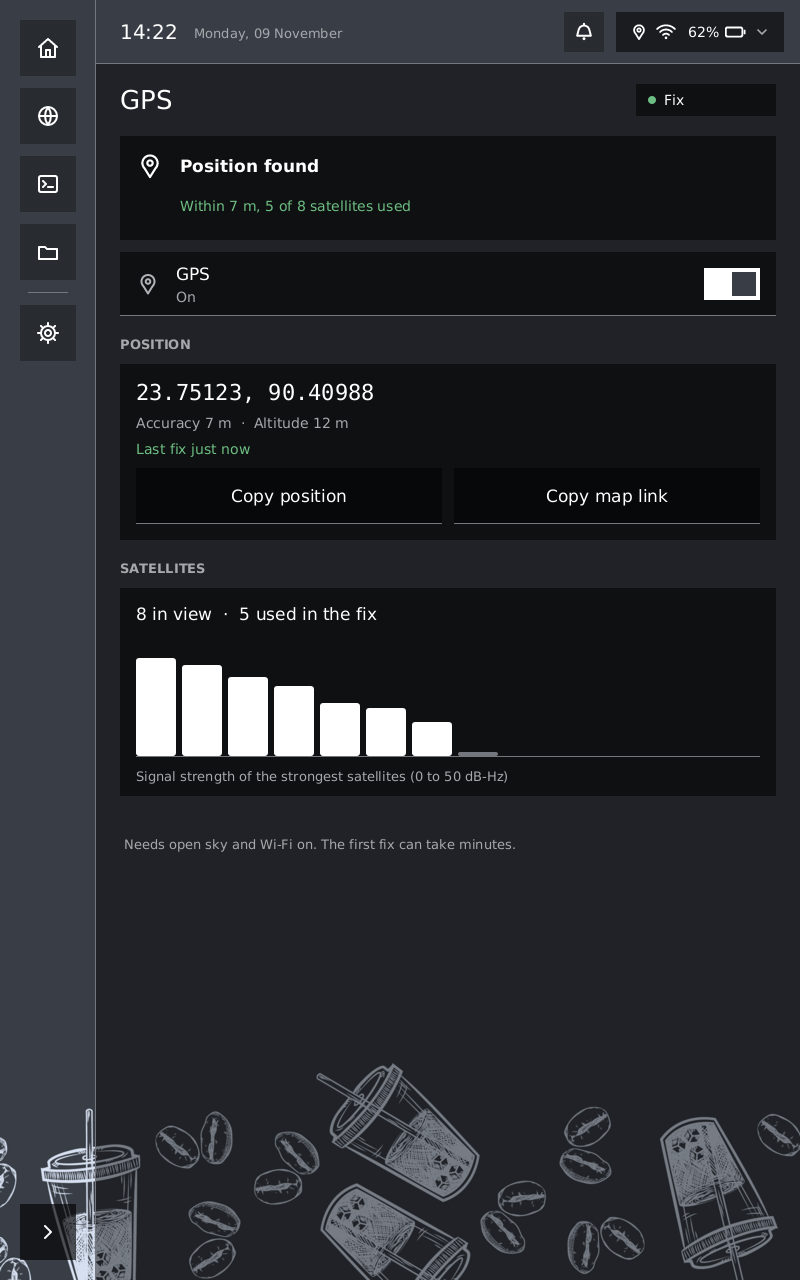 14:22 Monday, 09 November 62%
GPS Fix
Position found
Within 7 m, 5 of 8 satellites used
GPS
On
POSITION
23.75123, 90.40988
Accuracy 7 m · Altitude 12 m
Last fix just now
Copy position Copy map link
SATELLITES
8 in view · 5 used in the fix
Signal strength of the strongest satellites (0 to 50 dB-Hz)
Needs open sky and Wi-Fi on. The first fix can take minutes.